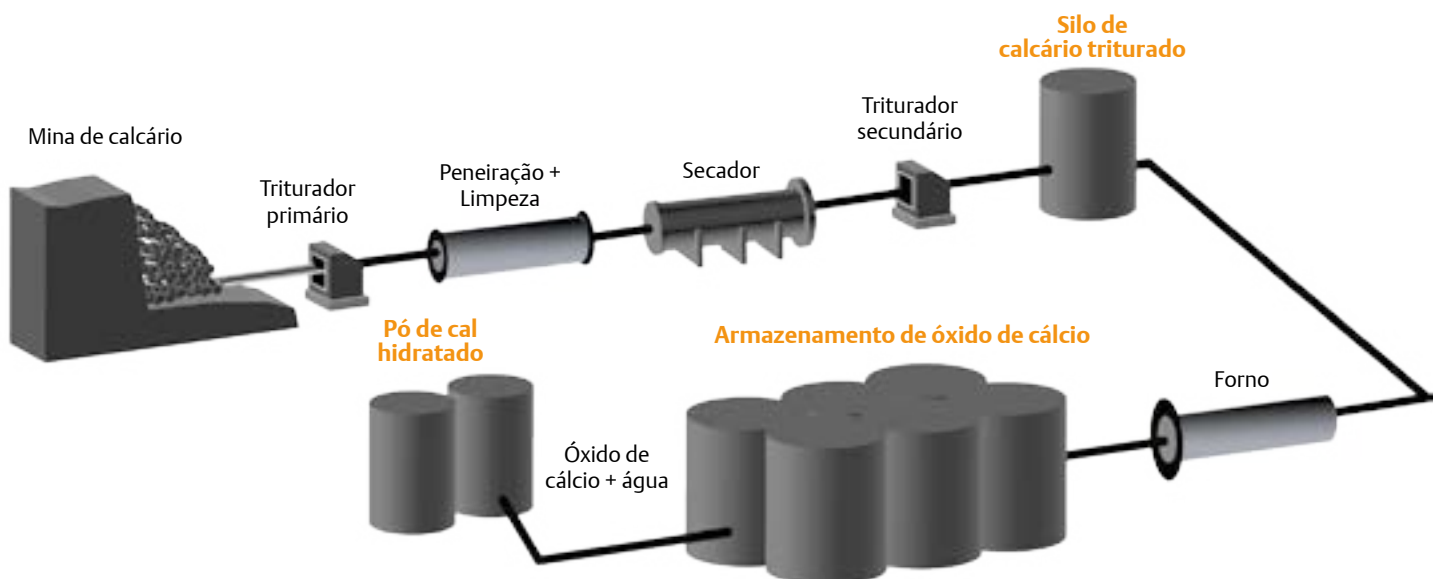 Silo de
calcário triturado
Triturador
secundário
Mina de calcário
Peneiração +
Limpeza
Secador
Triturador
primário
Pó de cal
hidratado
Armazenamento de óxido de cálcio
Forno
Óxido de
cálcio + água